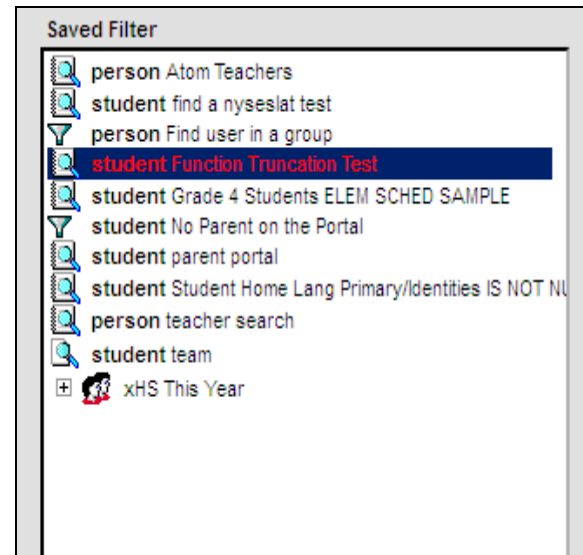 Saved Filter
person Atom Teachers
student find a nyseslat test
person Find user in a group
student Function Truncation Test
student Grade 4 Students ELEM SCHED SAMPLE
student No Parent on the Portal
student parent portal
student Student Home Lang Primary/Identities IS NOT NU
person teacher search
student team
xHS This Year